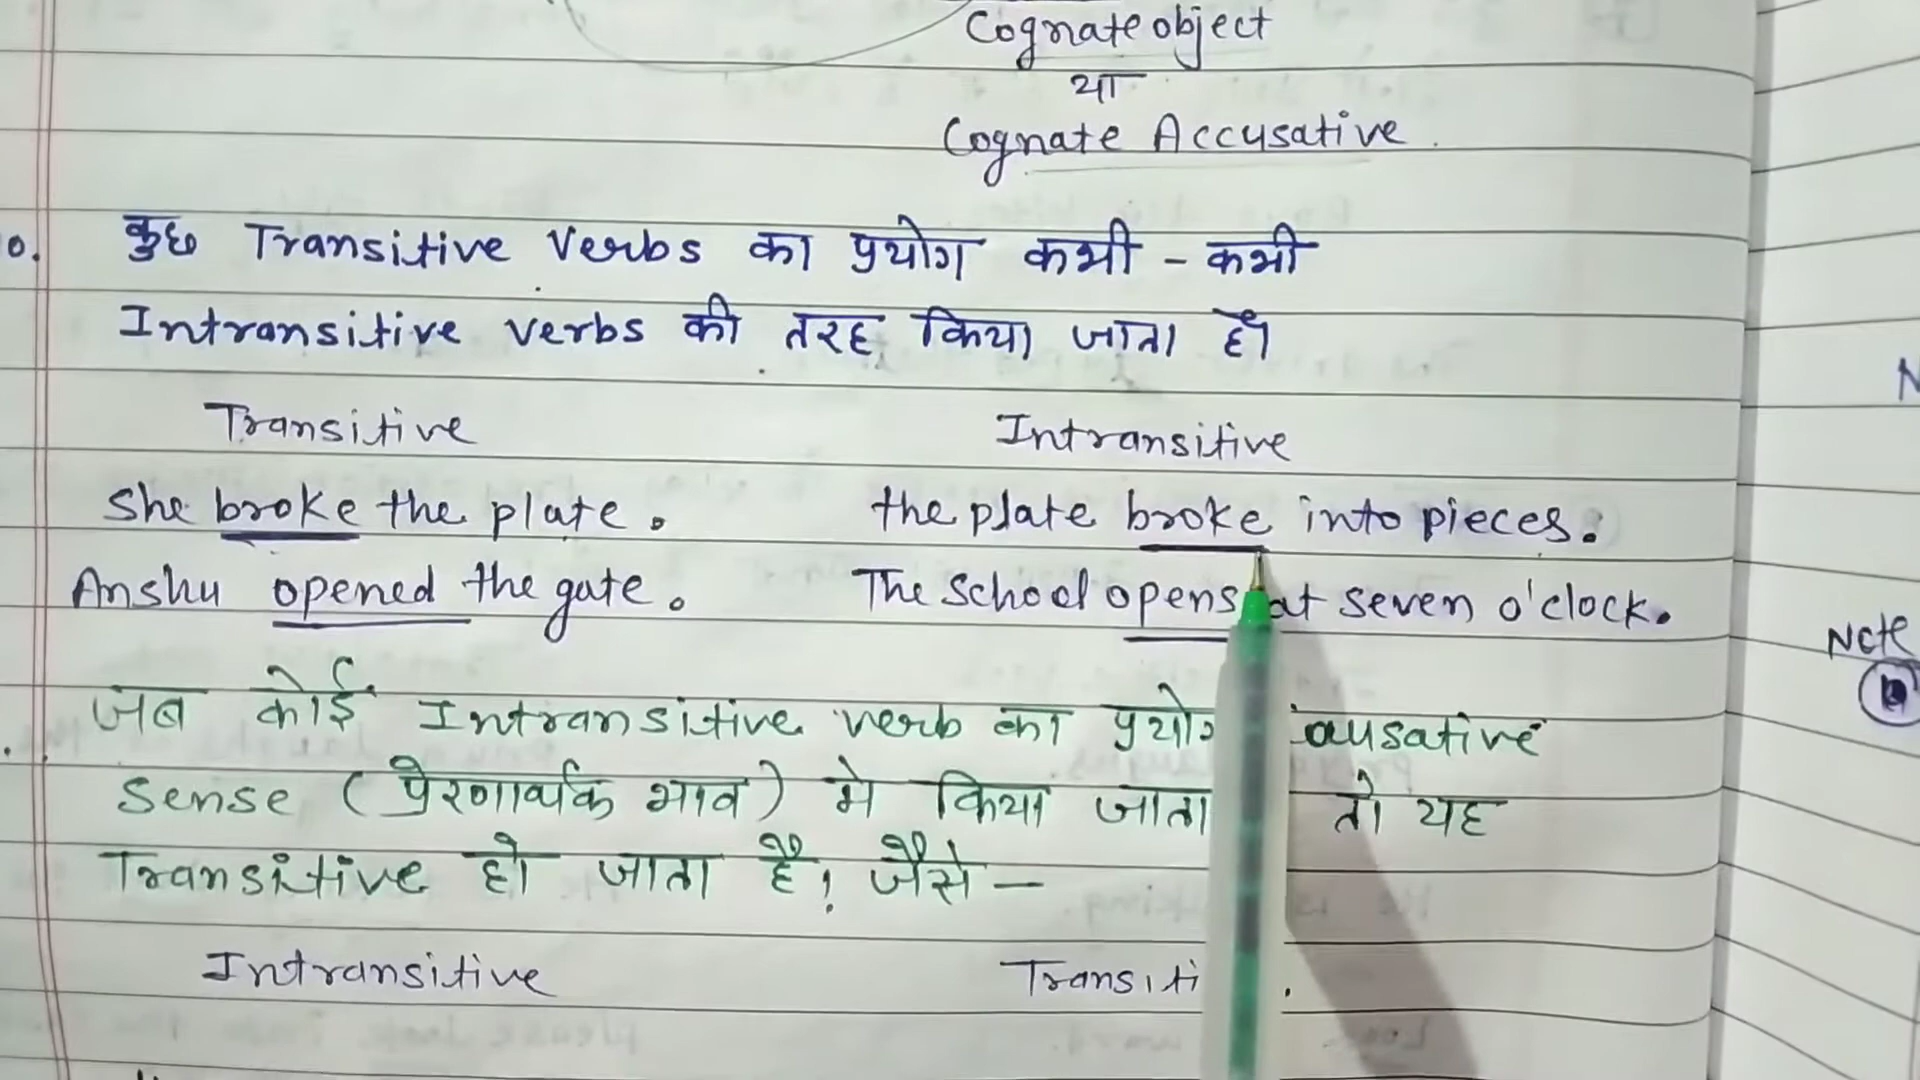 Cognate object
या
Cognate Accusative.
0. कुछ Transitive Verbs का प्रयोग कभी - कभी
Intransitive verbs की तरह किया जाता है।
Transitive Intransitive
She broke the plate. the plate broke into pieces.
Anshu opened the gate. The School opens at seven o'clock.
Note
जब कोई Intransitive verb का प्रयो ausative
sense (प्रेरणार्थक भाव) मे किया जाता तो यह
Transitive हो जाता है। जैसे —
Intransitive Transiti